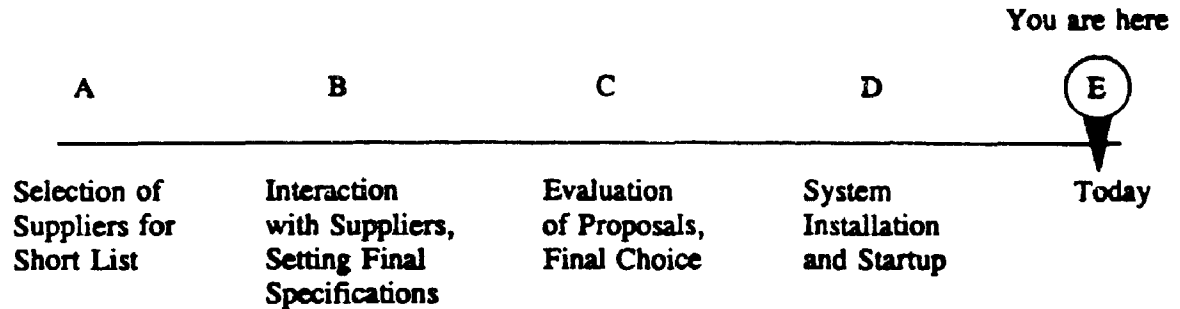 You are here
A B C D E
Selection of
Suppliers for
Short List
Interaction
with Suppliers,
Setting Final
Specifications
Evaluation
of Proposals,
Final Choice
System
Installation
and Startup
Today